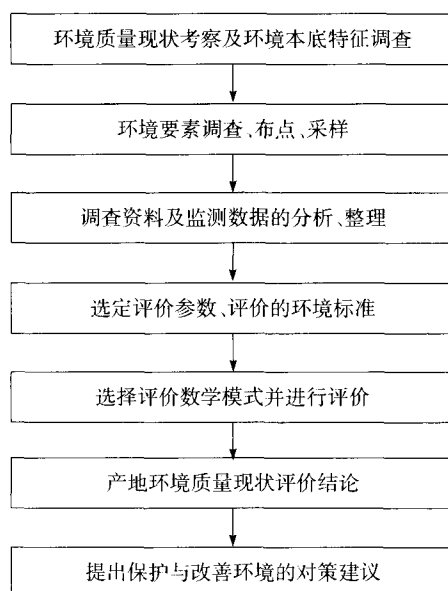 环境质量现状考察及环境本底特征调查
环境要素调查、布点、采样
调查资料及监测数据的分析、整理
选定评价参数、评价的环境标准
选择评价数学模式并进行评价
产地环境质量现状评价结论
提出保护与改善环境的对策建议